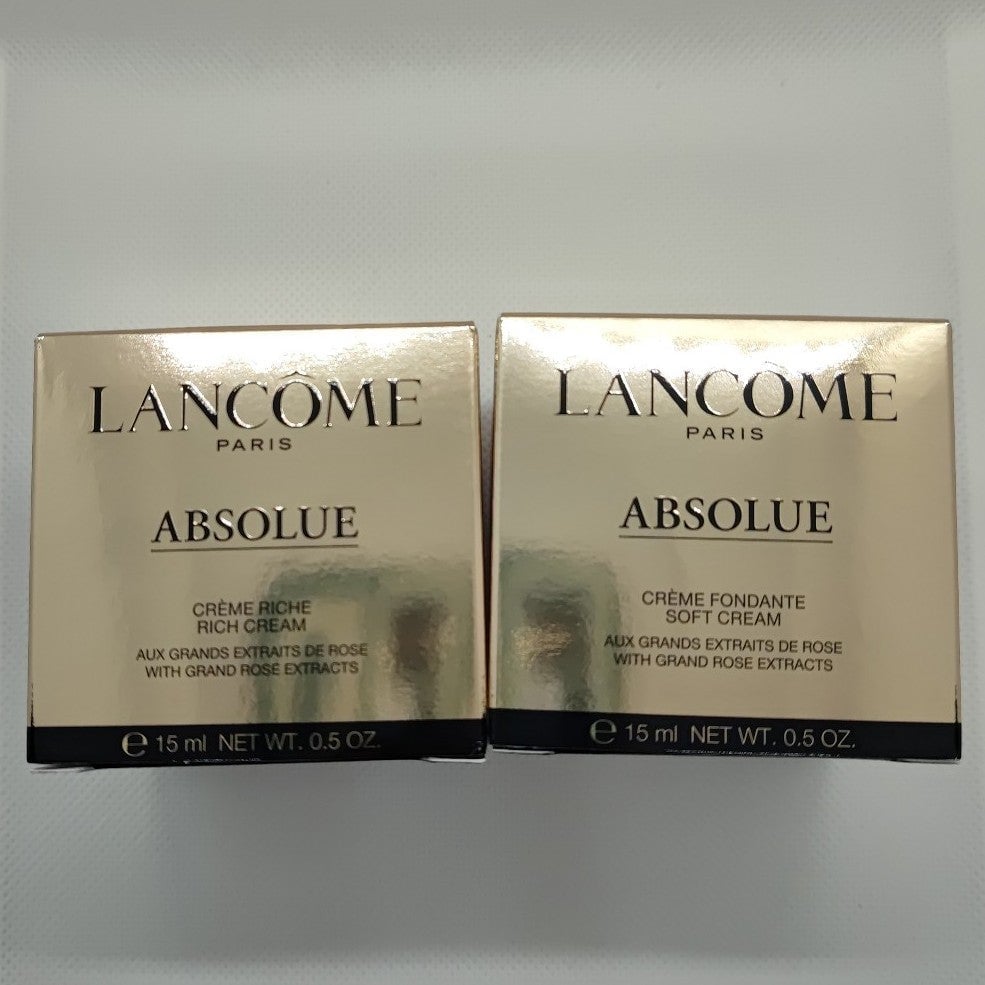 LANCÔME
PARIS
ABSOLUE
CRÈME RICHE
RICH CREAM
AUX GRANDS EXTRAITS DE ROSE
WITH GRAND ROSE EXTRACTS
℮ 15 ml NET WT. 0.5 OZ.
LANCÔME
PARIS
ABSOLUE
CRÈME FONDANTE
SOFT CREAM
AUX GRANDS EXTRAITS DE ROSE
WITH GRAND ROSE EXTRACTS
℮ 15 ml NET WT. 0.5 OZ.